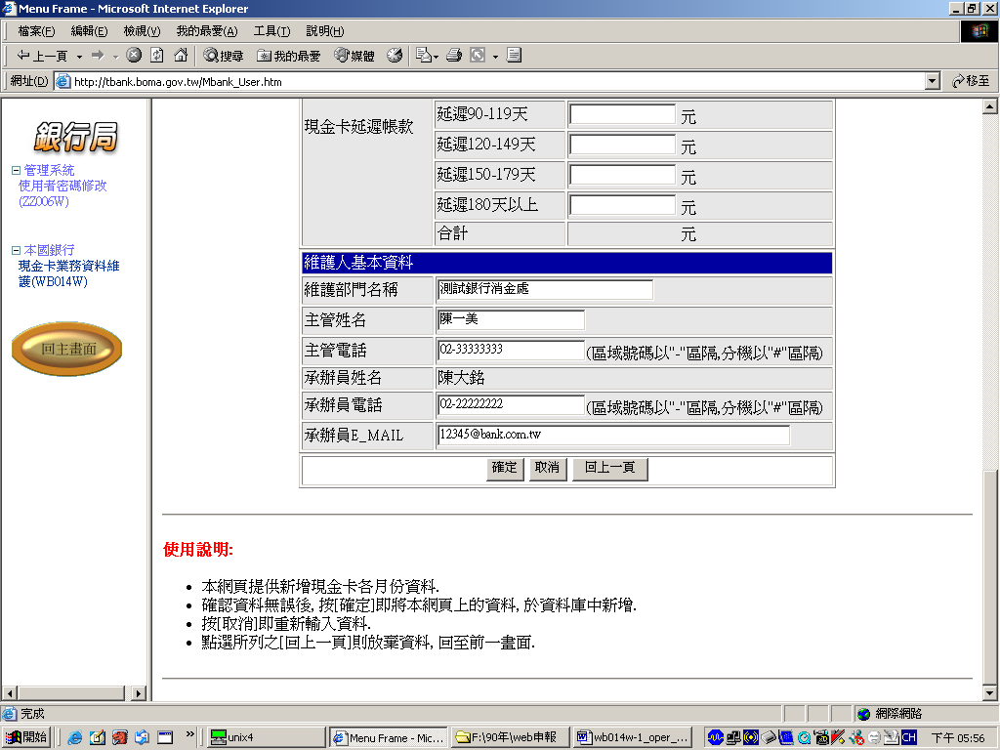 Menu Frame - Microsoft Internet Explorer
檔案(F) 編輯(E) 檢視(V) 我的最愛(A) 工具(T) 說明(H)
上一頁 搜尋 我的最愛 媒體
網址(D) http://tbank.boma.gov.tw/Mbank_User.htm 移至
銀行局
管理系統
使用者密碼修改
(ZZ006W)
本國銀行
現金卡業務資料維
護(WB014W)
回主畫面
現金卡延遲帳款
延遲90-119天 元
延遲120-149天 元
延遲150-179天 元
延遲180天以上 元
合計 元
維護人基本資料
維護部門名稱 測試銀行消金處
主管姓名 陳一美
主管電話 02-33333333 (區域號碼以"-"區隔,分機以"#"區隔)
承辦員姓名 陳大銘
承辦員電話 02-22222222 (區域號碼以"-"區隔,分機以"#"區隔)
承辦員E_MAIL 12345@bank.com.tw
確定 取消 回上一頁
使用說明:
本網頁提供新增現金卡各月份資料.
確認資料無誤後, 按[確定]即將本網頁上的資料, 於資料庫中新增.
按[取消]即重新輸入資料.
點選所列之[回上一頁]則放棄資料, 回至前一畫面.
完成 網際網路
開始 unix4 Menu Frame - Mic... F:\90年\web申報 wb014w-1_oper_... CH 下午 05:56